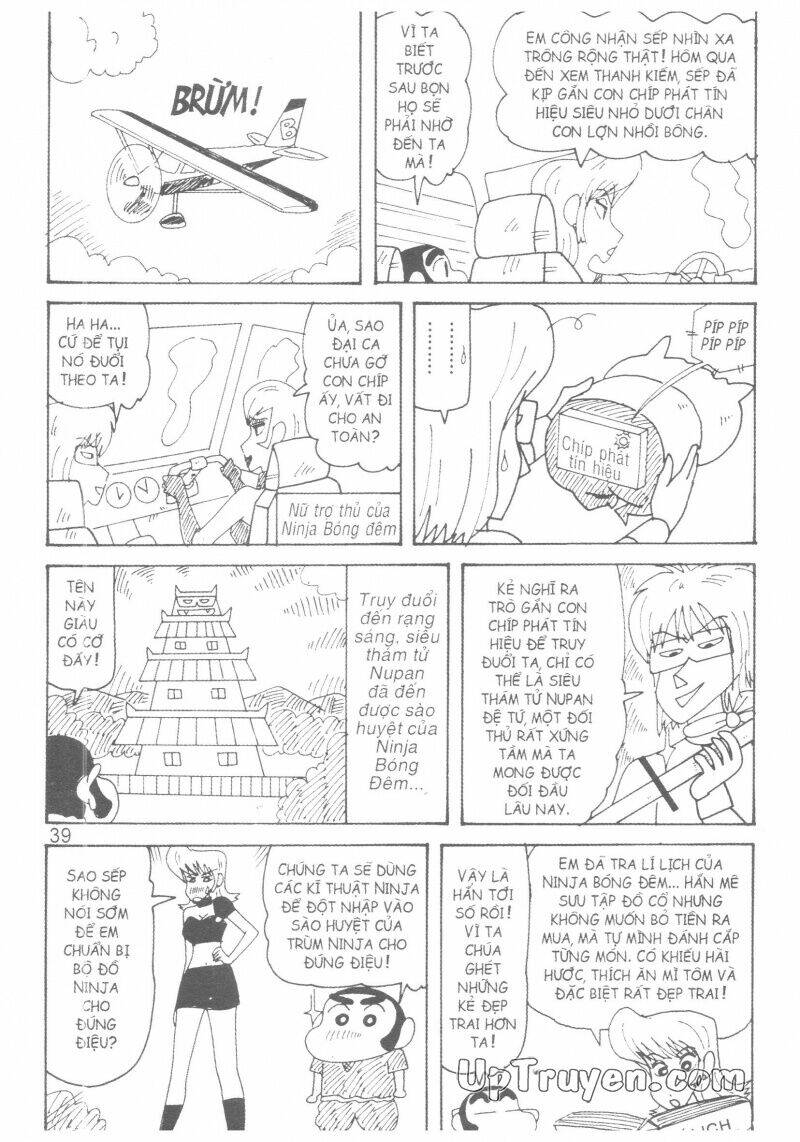 BRỪM!
B
VÌ TA
BIẾT
TRƯỚC
SAU BỌN
HỌ SẼ
PHẢI NHỜ
ĐẾN TA
MÀ!
EM CÔNG NHẬN SẾP NHÌN XA
TRÔNG RỘNG THẬT! HÔM QUA
ĐẾN XEM THANH KIẾM, SẾP ĐÃ
KỊP GẮN CON CHÍP PHÁT TÍN
HIỆU SIÊU NHỎ DƯỚI CHÂN
CON LỢN NHỒI BÔNG.
HA HA...
CỨ ĐỂ TỤI
NÓ ĐUỔI
THEO TA!
ỦA, SAO
ĐẠI CA
CHƯA GỠ
CON CHÍP
ẤY, VẤT ĐI
CHO AN
TOÀN?
Nữ trợ thủ của
Ninja Bóng đêm
.........
PÍP PÍP
PÍP PÍP
Chíp phát
tín hiệu
TÊN
NÀY
GIÀU
CÓ CỠ
ĐẤY!
Truy đuổi
đến rạng
sáng, siêu
thám tử
Nupan
đã đến
được sào
huyệt của
Ninja
Bóng
Đêm...
KẺ NGHĨ RA
TRÒ GẮN CON
CHÍP PHÁT TÍN
HIỆU ĐỂ TRUY
ĐUỔI TA, CHỈ CÓ
THỂ LÀ SIÊU
THÁM TỬ NUPAN
ĐỆ TỨ, MỘT ĐỐI
THỦ RẤT XỨNG
TẦM MÀ TA
MONG ĐƯỢC
ĐỐI ĐẦU
LÂU NAY.
39
SAO SẾP
KHÔNG
NÓI SỚM
ĐỂ EM
CHUẨN BỊ
BỘ ĐỒ
NINJA
CHO
ĐÚNG
ĐIỆU?
CHÚNG TA SẼ DÙNG
CÁC KĨ THUẬT NINJA
ĐỂ ĐỘT NHẬP VÀO
SÀO HUYỆT CỦA
TRÙM NINJA CHO
ĐÚNG ĐIỆU!
VẬY LÀ
HẮN TỚI
SỐ RỒI!
VÌ TA
CHÚA
GHÉT
NHỮNG
KẺ ĐẸP
TRAI HƠN
TA!
EM ĐÃ TRA LÍ LỊCH CỦA
NINJA BÓNG ĐÊM... HẮN MÊ
SƯU TẬP ĐỒ CỔ NHƯNG
KHÔNG MUỐN BỎ TIỀN RA
MUA, MÀ TỰ MÌNH ĐÁNH CẮP
TỪNG MÓN. CÓ KHIẾU HÀI
HƯỚC, THÍCH ĂN MÌ TÔM VÀ
ĐẶC BIỆT RẤT ĐẸP TRAI!
UpTruyen.com